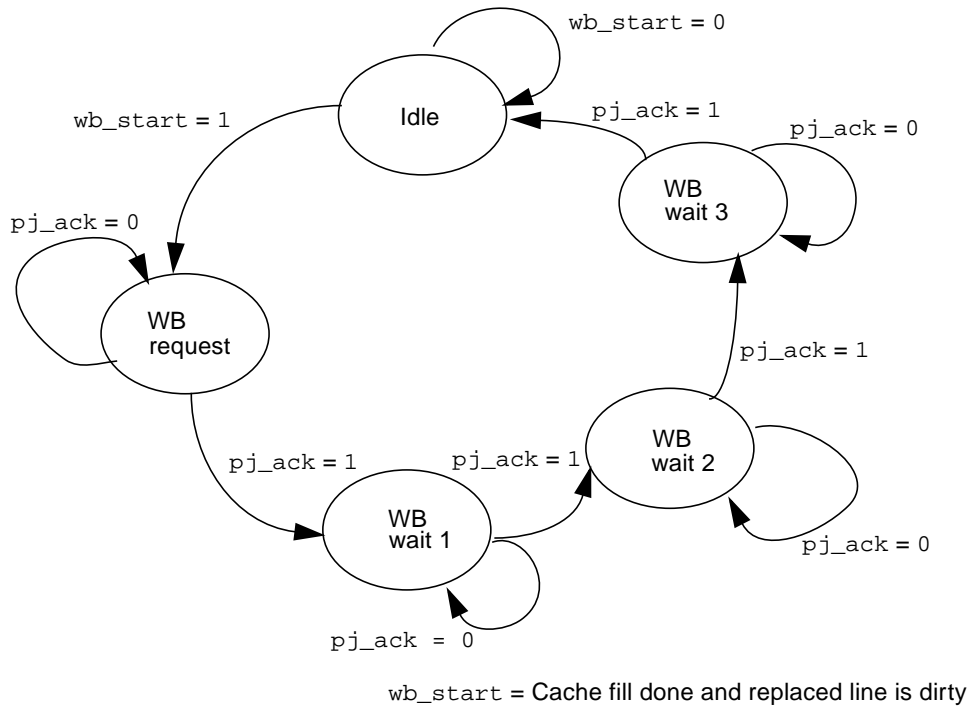 wb_start = 0
Idle
wb_start = 1
pj_ack = 1
pj_ack = 0
WB
wait 3
pj_ack = 0
WB
request
pj_ack = 1
WB
wait 2
pj_ack = 1
pj_ack = 1
WB
wait 1
pj_ack = 0
pj_ack = 0
wb_start = Cache fill done and replaced line is dirty